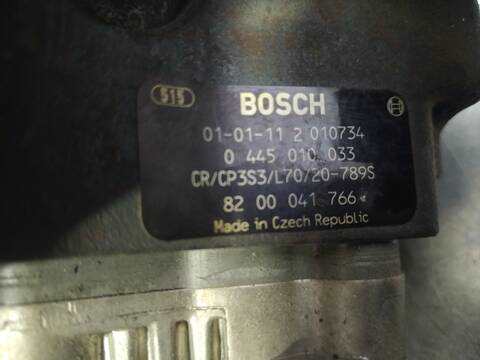 515 BOSCH
01-01-11 2 010734
0 445 010 033
CR/CP3S3/L70/20-789S
82 00 041 766
Made in Czech Republic